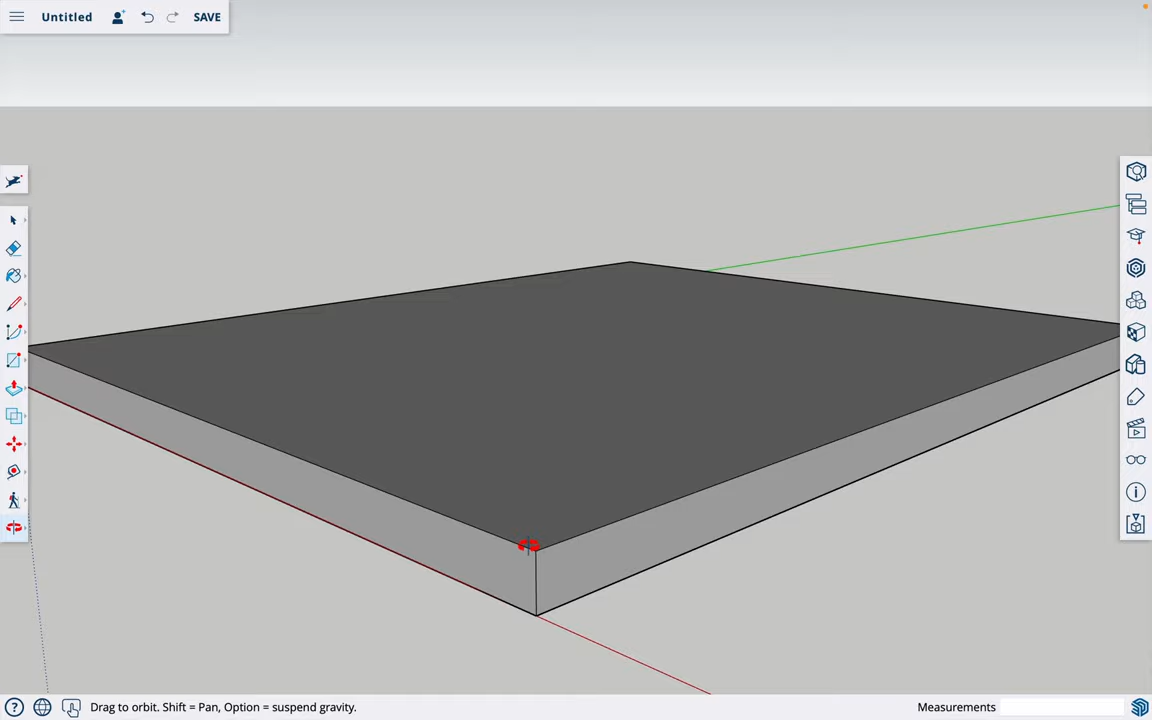 Untitled
SAVE
Drag to orbit. Shift = Pan, Option = suspend gravity.
Measurements